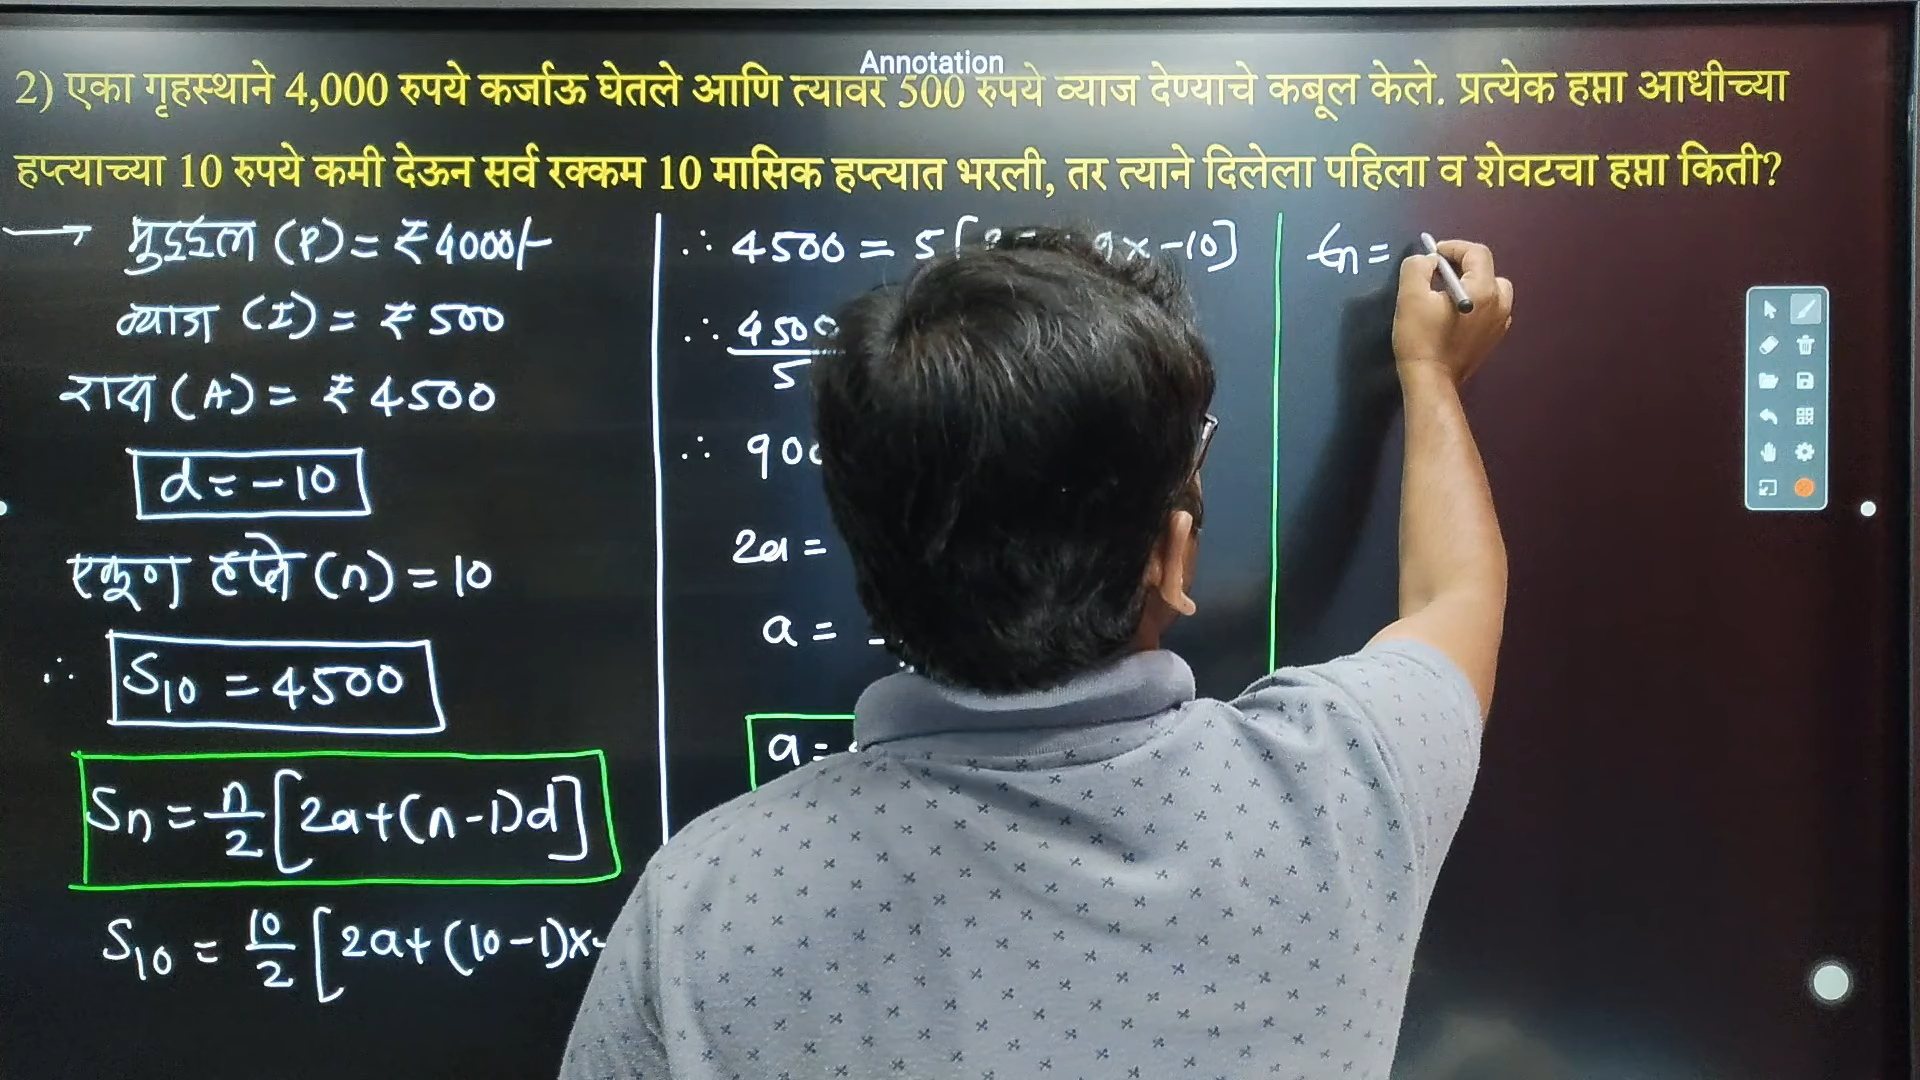 Annotation
2) एका गृहस्थाने 4,000 रुपये कर्जाऊ घेतले आणि त्यावर 500 रुपये व्याज देण्याचे कबूल केले. प्रत्येक हप्ता आधीच्या
हप्त्याच्या 10 रुपये कमी देऊन सर्व रक्कम 10 मासिक हप्त्यात भरली, तर त्याने दिलेला पहिला व शेवटचा हप्ता किती?
→ मुद्दल (P) = ₹ 4000/-
व्याज (I) = ₹ 500
रास (A) = ₹ 4500
d = -10
एकूण हप्ते (n) = 10
∴ S10 = 4500
Sn = n/2 [2a+(n-1)d]
S10 = 10/2 [2a+(10-1)x
∴ 4500 = 5[ 9x-10]
∴ 4500/5
∴ 900
2a =
a =
a =
tn =